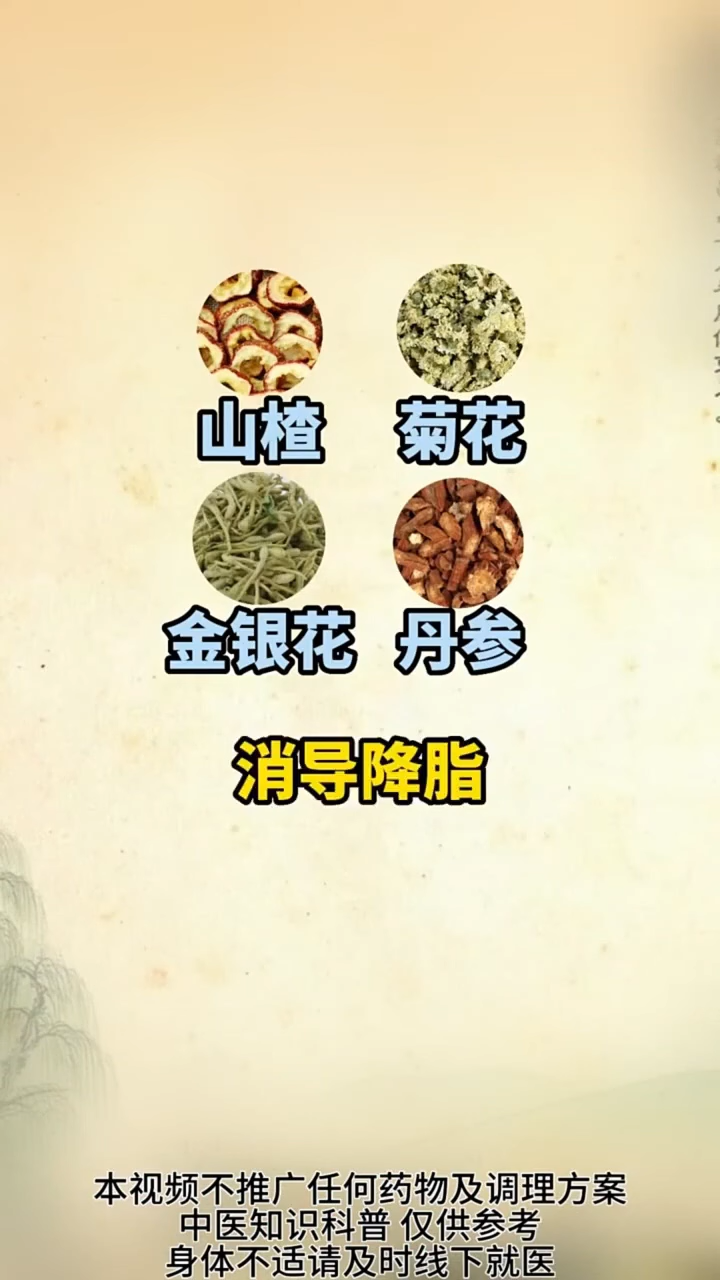 山楂 菊花
金银花 丹参
消导降脂
本视频不推广任何药物及调理方案
中医知识科普 仅供参考
身体不适请及时线下就医